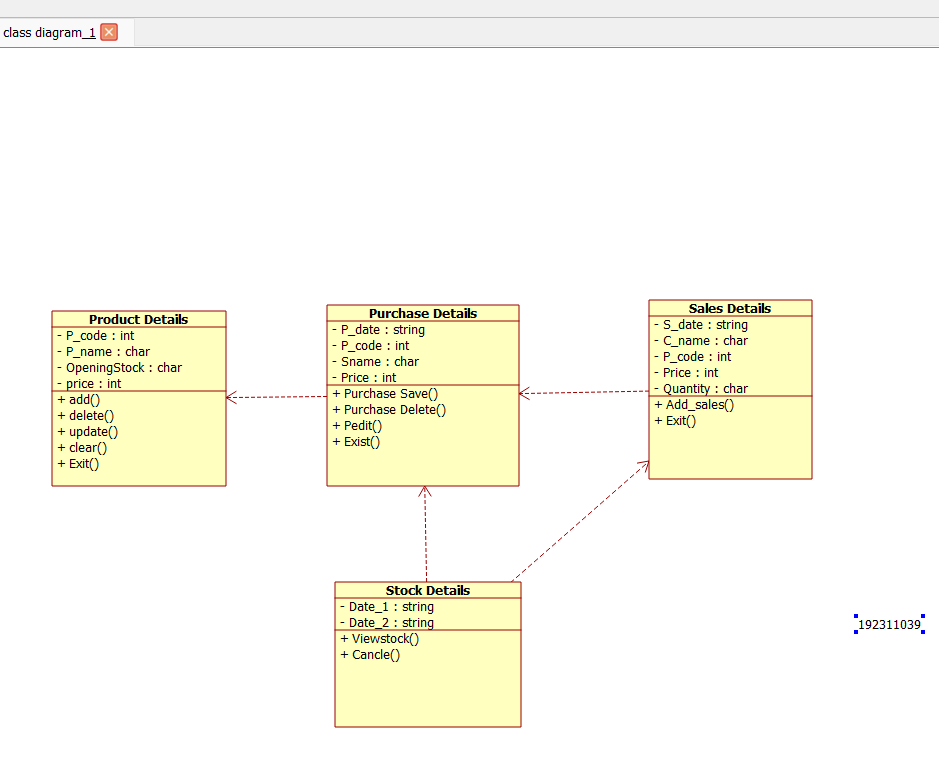 class diagram_1
Product Details
- P_code : int
- P_name : char
- OpeningStock : char
- price : int
+ add()
+ delete()
+ update()
+ clear()
+ Exit()
Purchase Details
- P_date : string
- P_code : int
- Sname : char
- Price : int
+ Purchase Save()
+ Purchase Delete()
+ Pedit()
+ Exist()
Sales Details
- S_date : string
- C_name : char
- P_code : int
- Price : int
- Quantity : char
+ Add_sales()
+ Exit()
Stock Details
- Date_1 : string
- Date_2 : string
+ Viewstock()
+ Cancle()
192311039